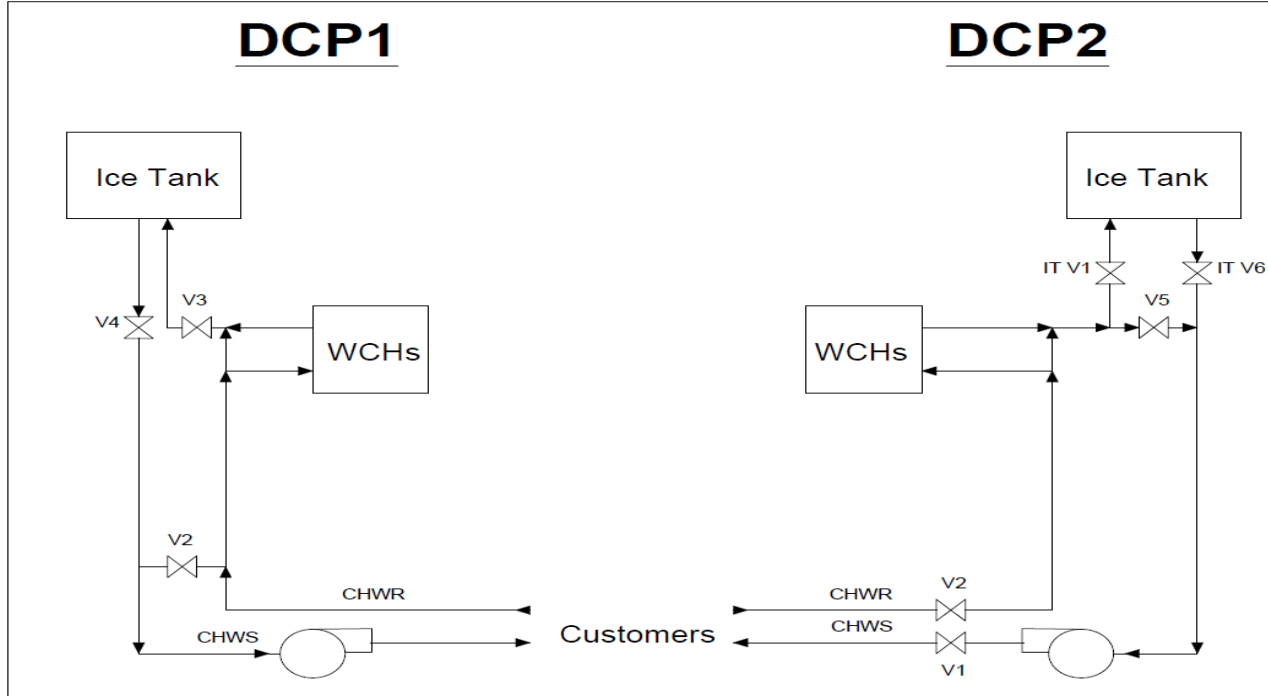 DCP1
DCP2
Ice Tank
Ice Tank
IT V1
IT V6
V3
V5
V4
WCHs
WCHs
V2
CHWR
CHWR
V2
Customers
CHWS
CHWS
V1